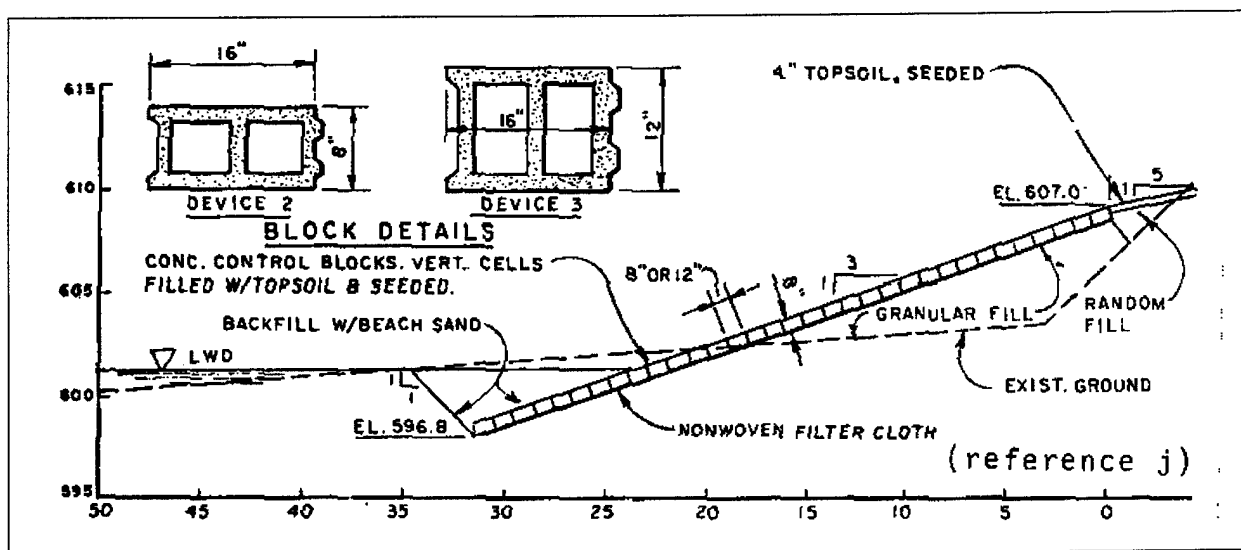 16"
16"
8"
12"
DEVICE 2
DEVICE 3
BLOCK DETAILS
CONC. CONTROL BLOCKS. VERT. CELLS
FILLED W/TOPSOIL & SEEDED.
BACKFILL W/BEACH SAND
LWD
1
1
EL. 596.8
8" OR 12"
8"
1
3
4" TOPSOIL, SEEDED
EL. 607.0
1
5
GRANULAR FILL
RANDOM
FILL
EXIST. GROUND
NONWOVEN FILTER CLOTH
(reference j)
615
610
605
600
595
50 45 40 35 30 25 20 15 10 5 0